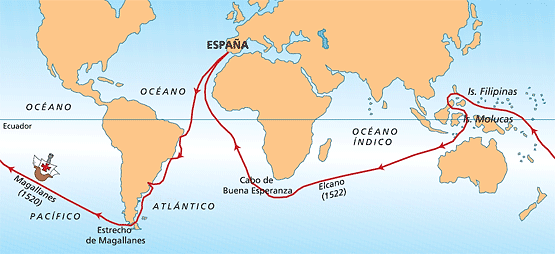 ESPAÑA
OCÉANO
OCÉANO
Is. Filipinas
Is. Molucas
Ecuador
OCÉANO
ÍNDICO
Magallanes
(1520)
Cabo de
Buena Esperanza
Elcano
(1522)
PACÍFICO
ATLÁNTICO
Estrecho
de Magallanes